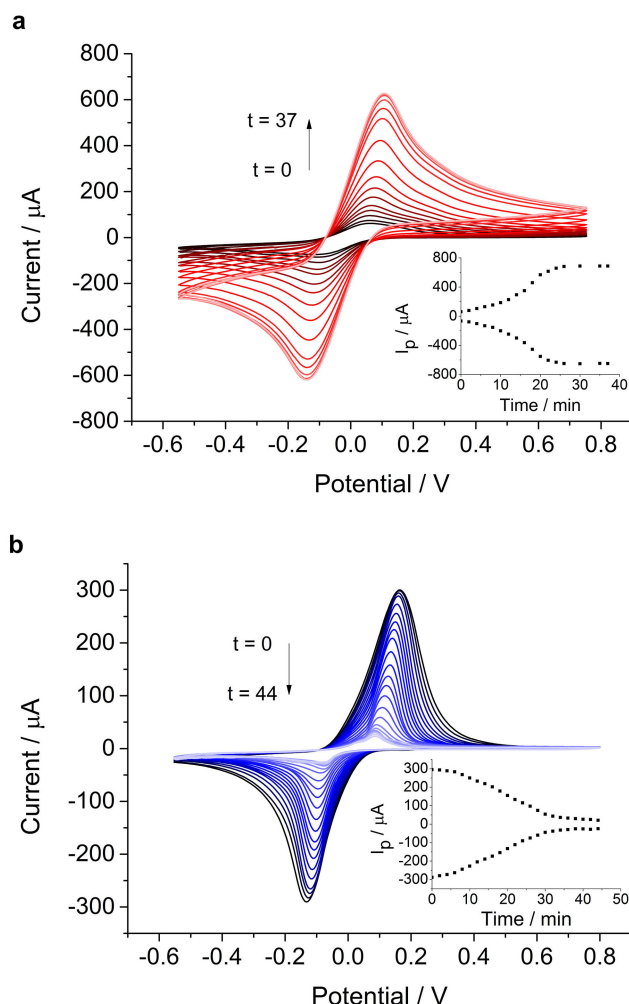 a
800
600
400
200
0
-200
-400
-600
-800
Current / µA
t = 37
t = 0
-0.6 -0.4 -0.2 0.0 0.2 0.4 0.6 0.8
Potential / V
800
400
0
-400
-800
Ip / µA
0 10 20 30 40
Time / min
b
300
200
100
0
-100
-200
-300
Current / µA
t = 0
t = 44
-0.6 -0.4 -0.2 0.0 0.2 0.4 0.6 0.8
Potential / V
300
200
100
0
-100
-200
-300
Ip / µA
0 10 20 30 40 50
Time / min